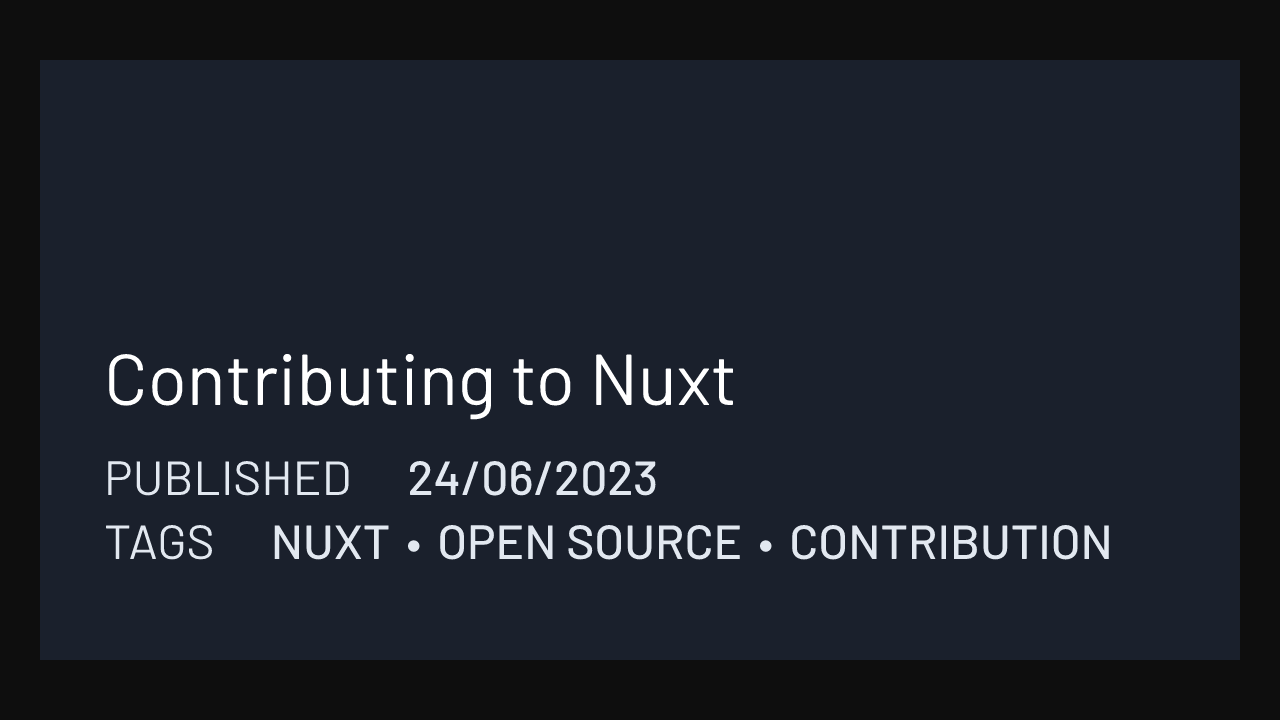 Contributing to Nuxt
PUBLISHED 24/06/2023
TAGS NUXT • OPEN SOURCE • CONTRIBUTION